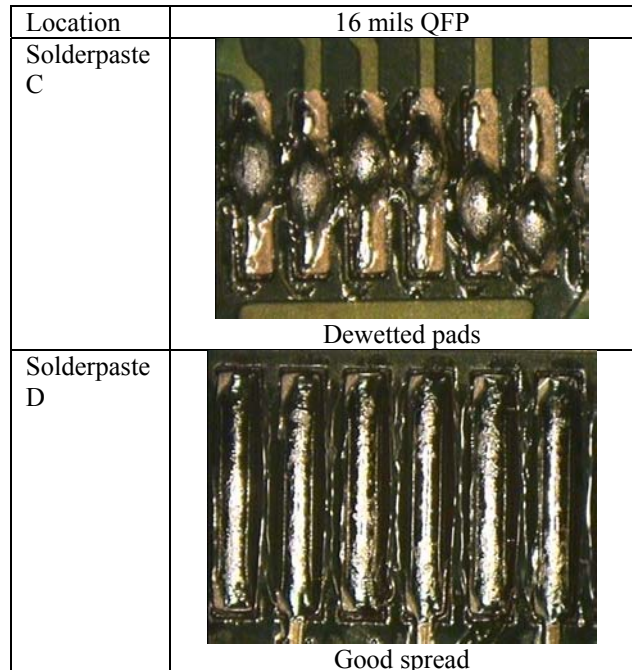 Location
16 mils QFP
Solderpaste
C
Dewetted pads
Solderpaste
D
Good spread